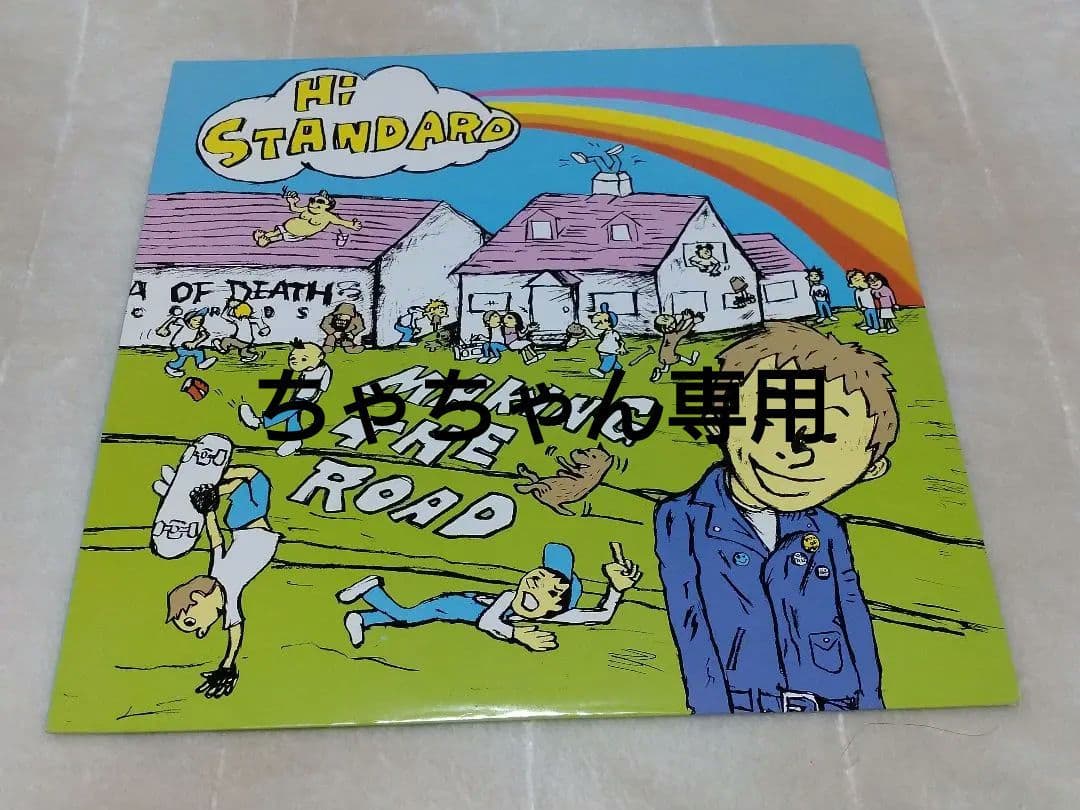 Hi
STANDARD
A OF DEATH
CORDS
ちゃちゃん専用
MAKING
THE
ROAD